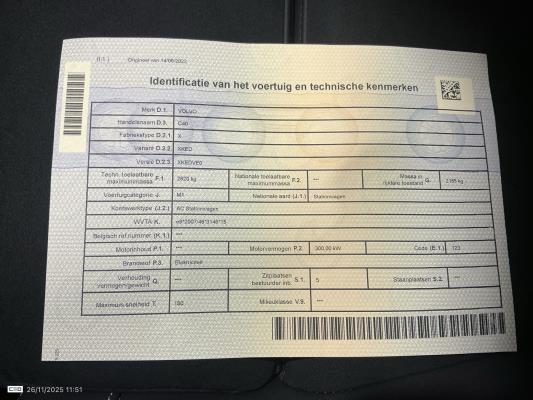 (I.1.) Origineel van 14/06/2022
Identificatie van het voertuig en technische kenmerken
Merk D.1. VOLVO
Handelsnaam D.3. C40
Fabriekstype D.2.1. X
Variant D.2.2. XKED
Versie D.2.3. XKEDVE0
Techn. toelaatbare maximummassa F.1. kg Nationale toelaatbare maximummassa F.2. --- Massa in rijklare toestand G. kg
Voertuigcategorie J. M1 Nationale aard (J.1.) Stationwagen
Koetswerktype (J.2.) AC Stationwagen
WVTA K.
Belgisch ref.nummer (K.1.) ---
Motorinhoud P.1. --- Motorvermogen P.2. 300,00 kW Code (E.1.) 123
Brandstof P.3. Elektriciteit
Verhouding vermogen/gewicht Q. --- Zitplaatsen bestuurder inb. S.1. 5 Staanplaatsen S.2. ---
Maximum snelheid T. 180 Milieuklasse V.9. ---
26/11/2025 11:51